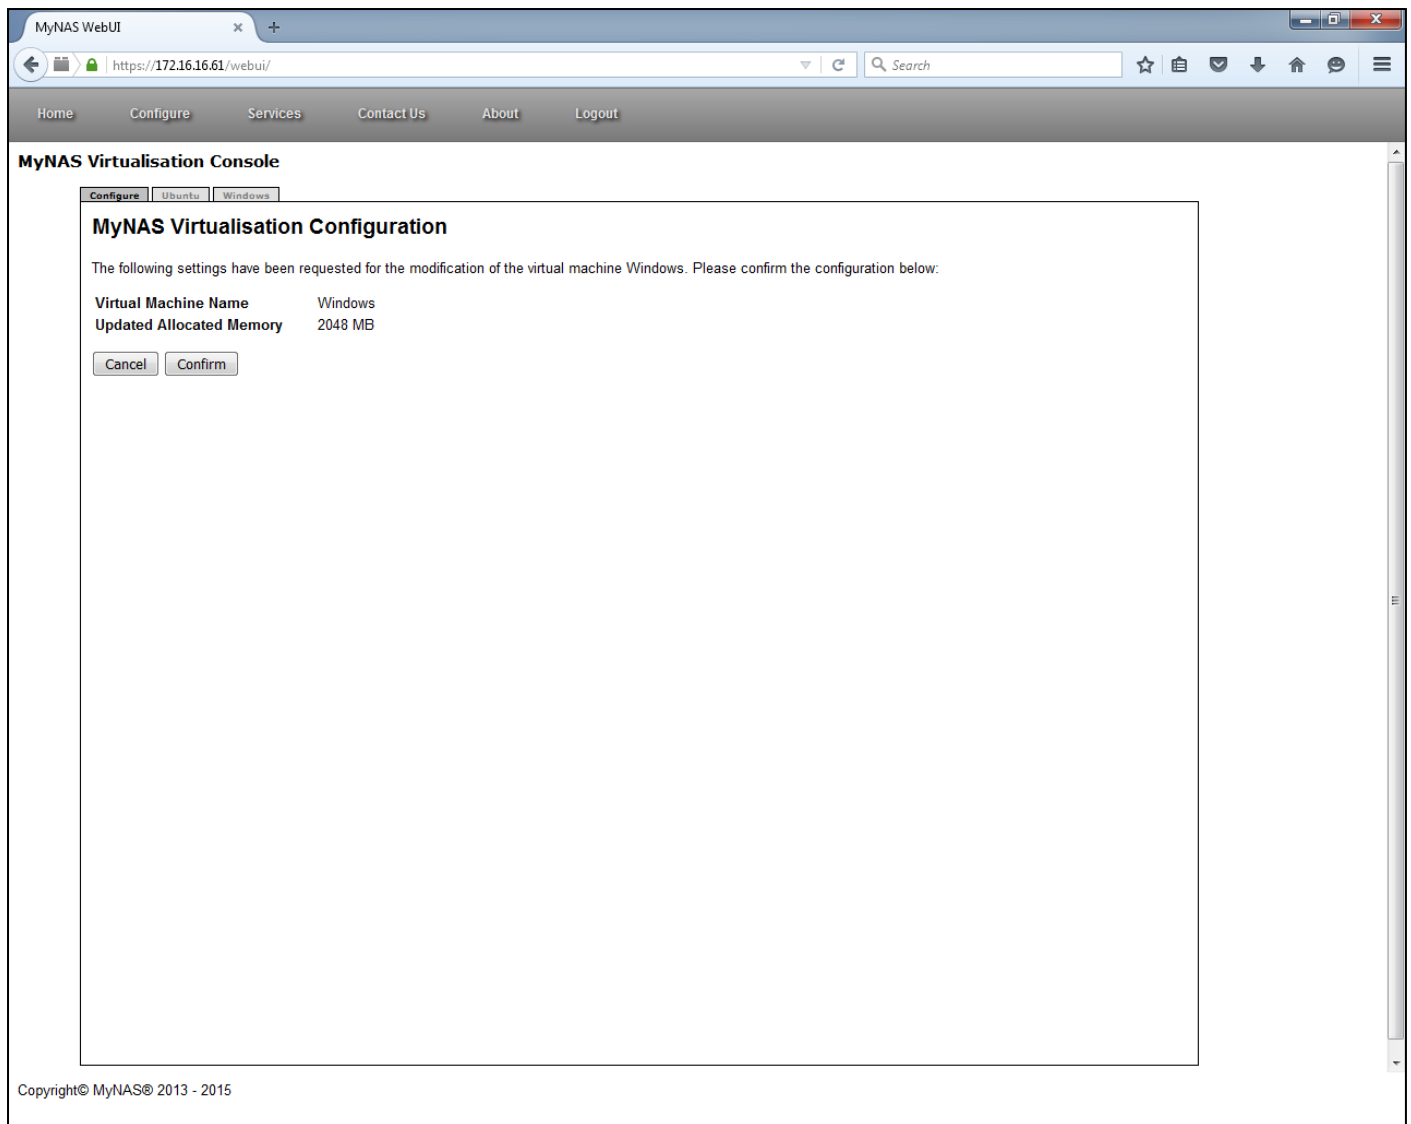 MyNAS WebUI
https://172.16.16.61/webui/
Search
Home Configure Services Contact Us About Logout
MyNAS Virtualisation Console
Configure Ubuntu Windows
MyNAS Virtualisation Configuration
The following settings have been requested for the modification of the virtual machine Windows. Please confirm the configuration below:
Virtual Machine Name Windows
Updated Allocated Memory 2048 MB
Cancel Confirm
Copyright© MyNAS® 2013 - 2015